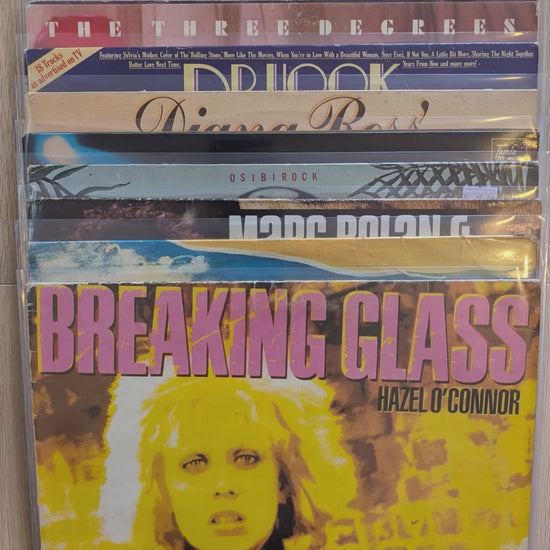 THE THREE DEGREES
18 Tracks
as advertised on TV
Featuring Sylvia's Mother, Cover of The Rolling Stone, More Like The Movies, When You're in Love With a Beautiful Woman, Sexy Eyes, If Not You, A Little Bit More, Sharing The Night Together,
Better Love Next Time,
Years From Now and many more! -
DR HOOK
Diana Ross'
Tamla
OSIBIROCK
MARC BOLAN &
BREAKING GLASS
HAZEL O'CONNOR